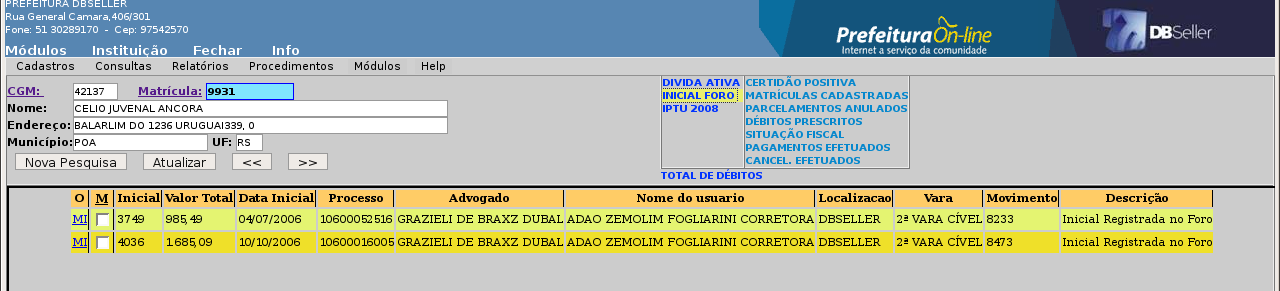 PREFEITURA DBSELLER
Rua General Camara,406/301
Fone: 51 30289170 - Cep: 97542570
Prefeitura On-line
Internet a serviço da comunidade
DBSeller
Módulos Instituição Fechar Info
Cadastros Consultas Relatórios Procedimentos Módulos Help
CGM: 42137 Matrícula: 9931
Nome: CELIO JUVENAL ANCORA
Endereço: BALARLIM DO 1236 URUGUAI339, 0
Município: POA UF: RS
Nova Pesquisa Atualizar << >>
DIVIDA ATIVA
INICIAL FORO
IPTU 2008
CERTIDÃO POSITIVA
MATRÍCULAS CADASTRADAS
PARCELAMENTOS ANULADOS
DÉBITOS PRESCRITOS
SITUAÇÃO FISCAL
PAGAMENTOS EFETUADOS
CANCEL. EFETUADOS
TOTAL DE DÉBITOS
O M Inicial Valor Total Data Inicial Processo Advogado Nome do usuario Localizacao Vara Movimento Descrição
MI 3749 985,49 04/07/2006 10600052516 GRAZIELI DE BRAXZ DUBAL ADAO ZEMOLIM FOGLIARINI CORRETORA DBSELLER 2ª VARA CÍVEL 8233 Inicial Registrada no Foro
MI 4036 1.685,09 10/10/2006 10600016005 GRAZIELI DE BRAXZ DUBAL ADAO ZEMOLIM FOGLIARINI CORRETORA DBSELLER 2ª VARA CÍVEL 8473 Inicial Registrada no Foro